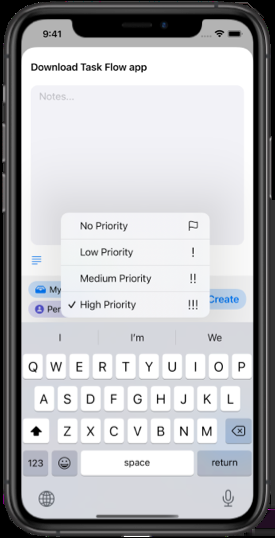 9:41
Download Task Flow app
Notes...
No Priority
Low Priority !
Medium Priority !!
High Priority !!!
My
Per
Create
I I'm We
Q W E R T Y U I O P
A S D F G H J K L
Z X C V B N M
123 space return